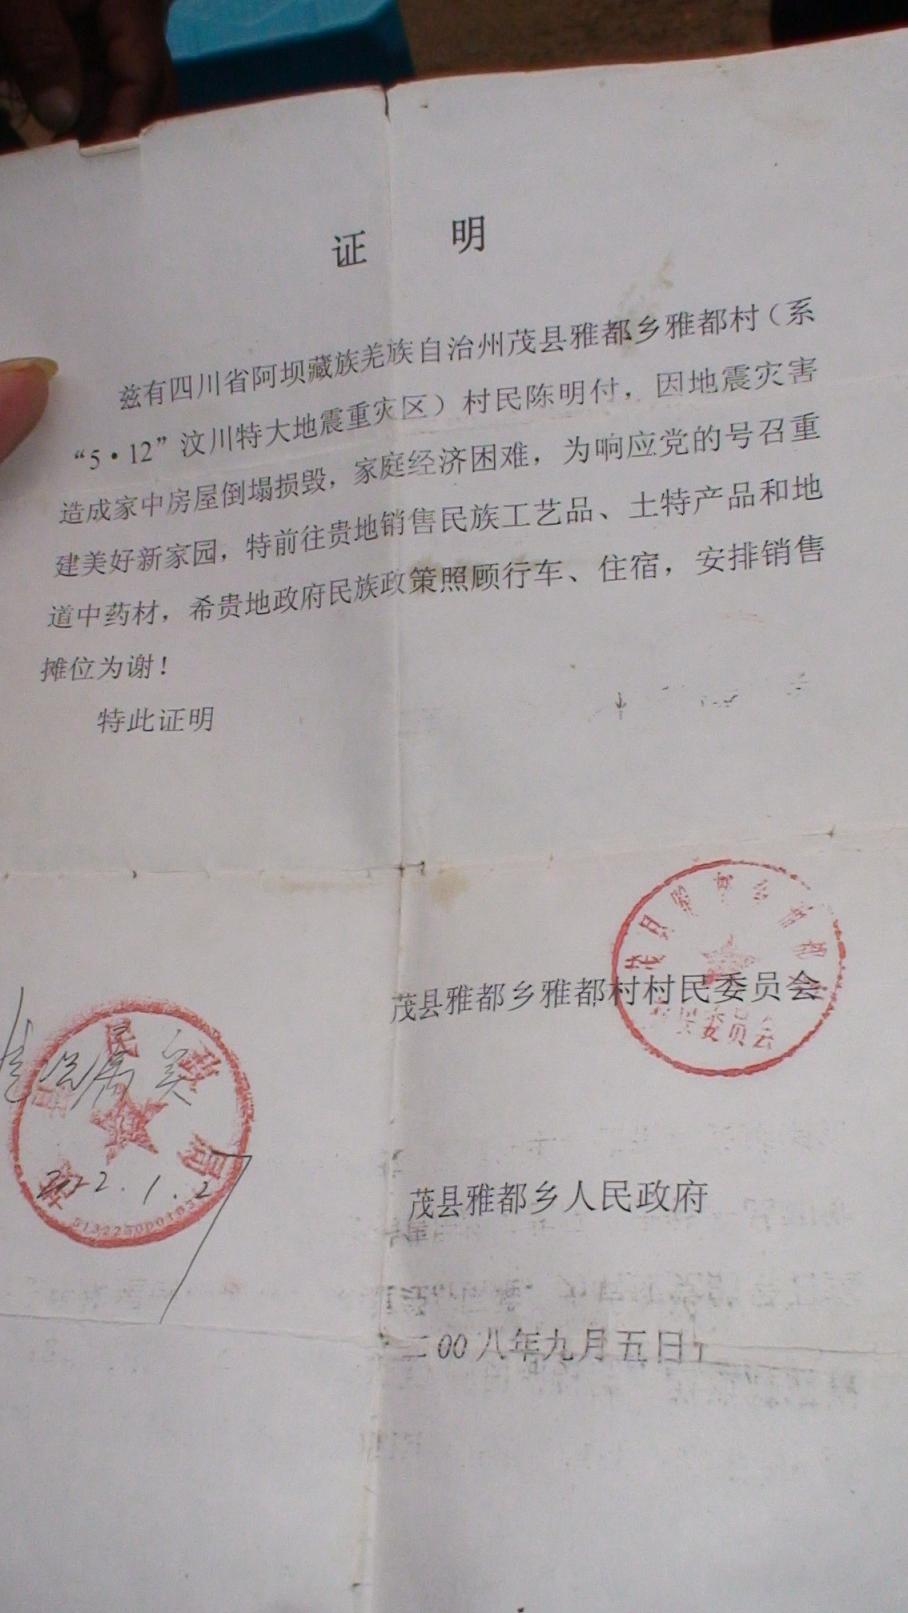 证 明
兹有四川省阿坝藏族羌族自治州茂县雅都乡雅都村（系
“5·12”汶川特大地震重灾区）村民陈明付，因地震灾害
造成家中房屋倒塌损毁，家庭经济困难，为响应党的号召重
建美好新家园，特前往贵地销售民族工艺品、土特产品和地
道中药材，希贵地政府民族政策照顾行车、住宿，安排销售
摊位为谢！
特此证明
茂县雅都乡雅都村村民委员会
委员会
民政局
茂县雅都乡人民政府
二00八年九月五日